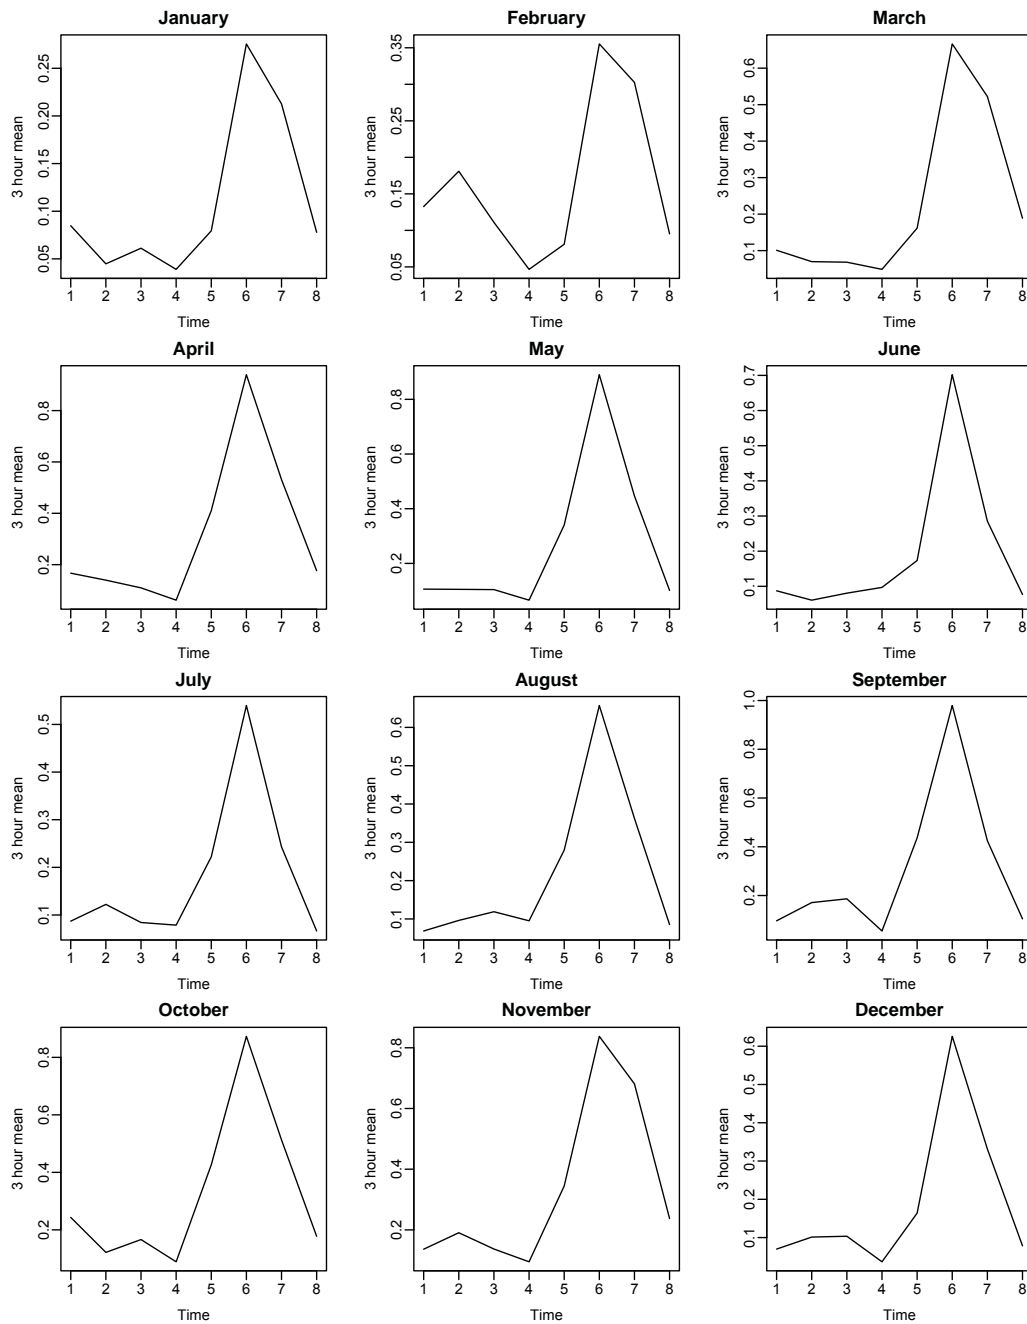 January
February
March
3 hour mean
0.05 0.10 0.15 0.20 0.25
1 2 3 4 5 6 7 8
Time
3 hour mean
0.05 0.15 0.25 0.35
1 2 3 4 5 6 7 8
Time
3 hour mean
0.1 0.2 0.3 0.4 0.5 0.6
1 2 3 4 5 6 7 8
Time
April
May
June
3 hour mean
0.2 0.4 0.6 0.8
1 2 3 4 5 6 7 8
Time
3 hour mean
0.2 0.4 0.6 0.8
1 2 3 4 5 6 7 8
Time
3 hour mean
0.1 0.2 0.3 0.4 0.5 0.6 0.7
1 2 3 4 5 6 7 8
Time
July
August
September
3 hour mean
0.1 0.2 0.3 0.4 0.5
1 2 3 4 5 6 7 8
Time
3 hour mean
0.1 0.2 0.3 0.4 0.5 0.6
1 2 3 4 5 6 7 8
Time
3 hour mean
0.2 0.4 0.6 0.8 1.0
1 2 3 4 5 6 7 8
Time
October
November
December
3 hour mean
0.2 0.4 0.6 0.8
1 2 3 4 5 6 7 8
Time
3 hour mean
0.2 0.4 0.6 0.8
1 2 3 4 5 6 7 8
Time
3 hour mean
0.1 0.2 0.3 0.4 0.5 0.6
1 2 3 4 5 6 7 8
Time